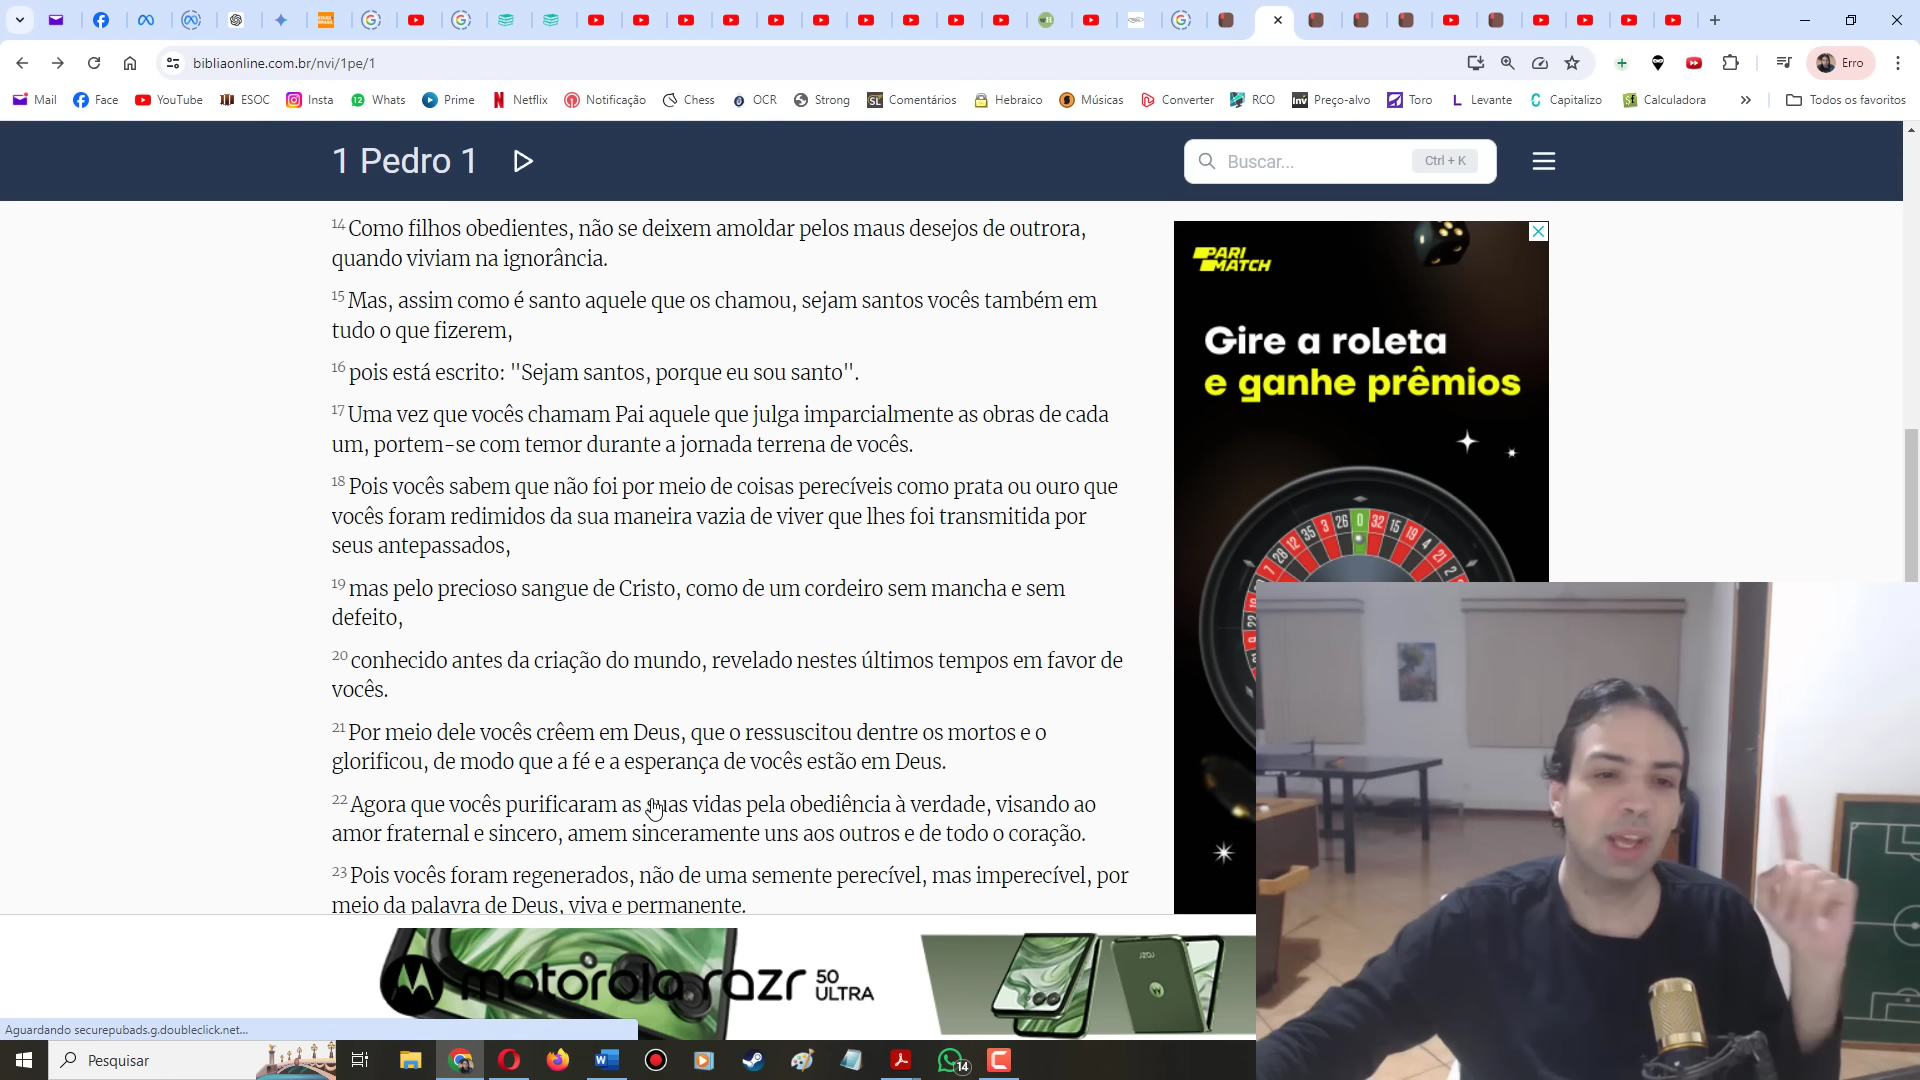 Erro
bibliaonline.com.br/nvi/1pe/1
Mail Face YouTube ESOC Insta Whats Prime Netflix Notificação Chess OCR Strong Comentários Hebraico Músicas Converter RCO Preço-alvo Toro Levante Capitalizo Calculadora Todos os favoritos
1 Pedro 1
Buscar... Ctrl + K
14 Como filhos obedientes, não se deixem amoldar pelos maus desejos de outrora,
quando viviam na ignorância.
15 Mas, assim como é santo aquele que os chamou, sejam santos vocês também em
tudo o que fizerem,
16 pois está escrito: "Sejam santos, porque eu sou santo".
17 Uma vez que vocês chamam Pai aquele que julga imparcialmente as obras de cada
um, portem-se com temor durante a jornada terrena de vocês.
18 Pois vocês sabem que não foi por meio de coisas perecíveis como prata ou ouro que
vocês foram redimidos da sua maneira vazia de viver que lhes foi transmitida por
seus antepassados,
19 mas pelo precioso sangue de Cristo, como de um cordeiro sem mancha e sem
defeito,
20 conhecido antes da criação do mundo, revelado nestes últimos tempos em favor de
vocês.
21 Por meio dele vocês crêem em Deus, que o ressuscitou dentre os mortos e o
glorificou, de modo que a fé e a esperança de vocês estão em Deus.
22 Agora que vocês purificaram as suas vidas pela obediência à verdade, visando ao
amor fraternal e sincero, amem sinceramente uns aos outros e de todo o coração.
23 Pois vocês foram regenerados, não de uma semente perecível, mas imperecível, por
meio da palavra de Deus, viva e permanente.
PARI
MATCH
Gire a roleta
e ganhe prêmios
motorola razr 50
ULTRA
Aguardando securepubads.g.doubleclick.net...
Pesquisar
14